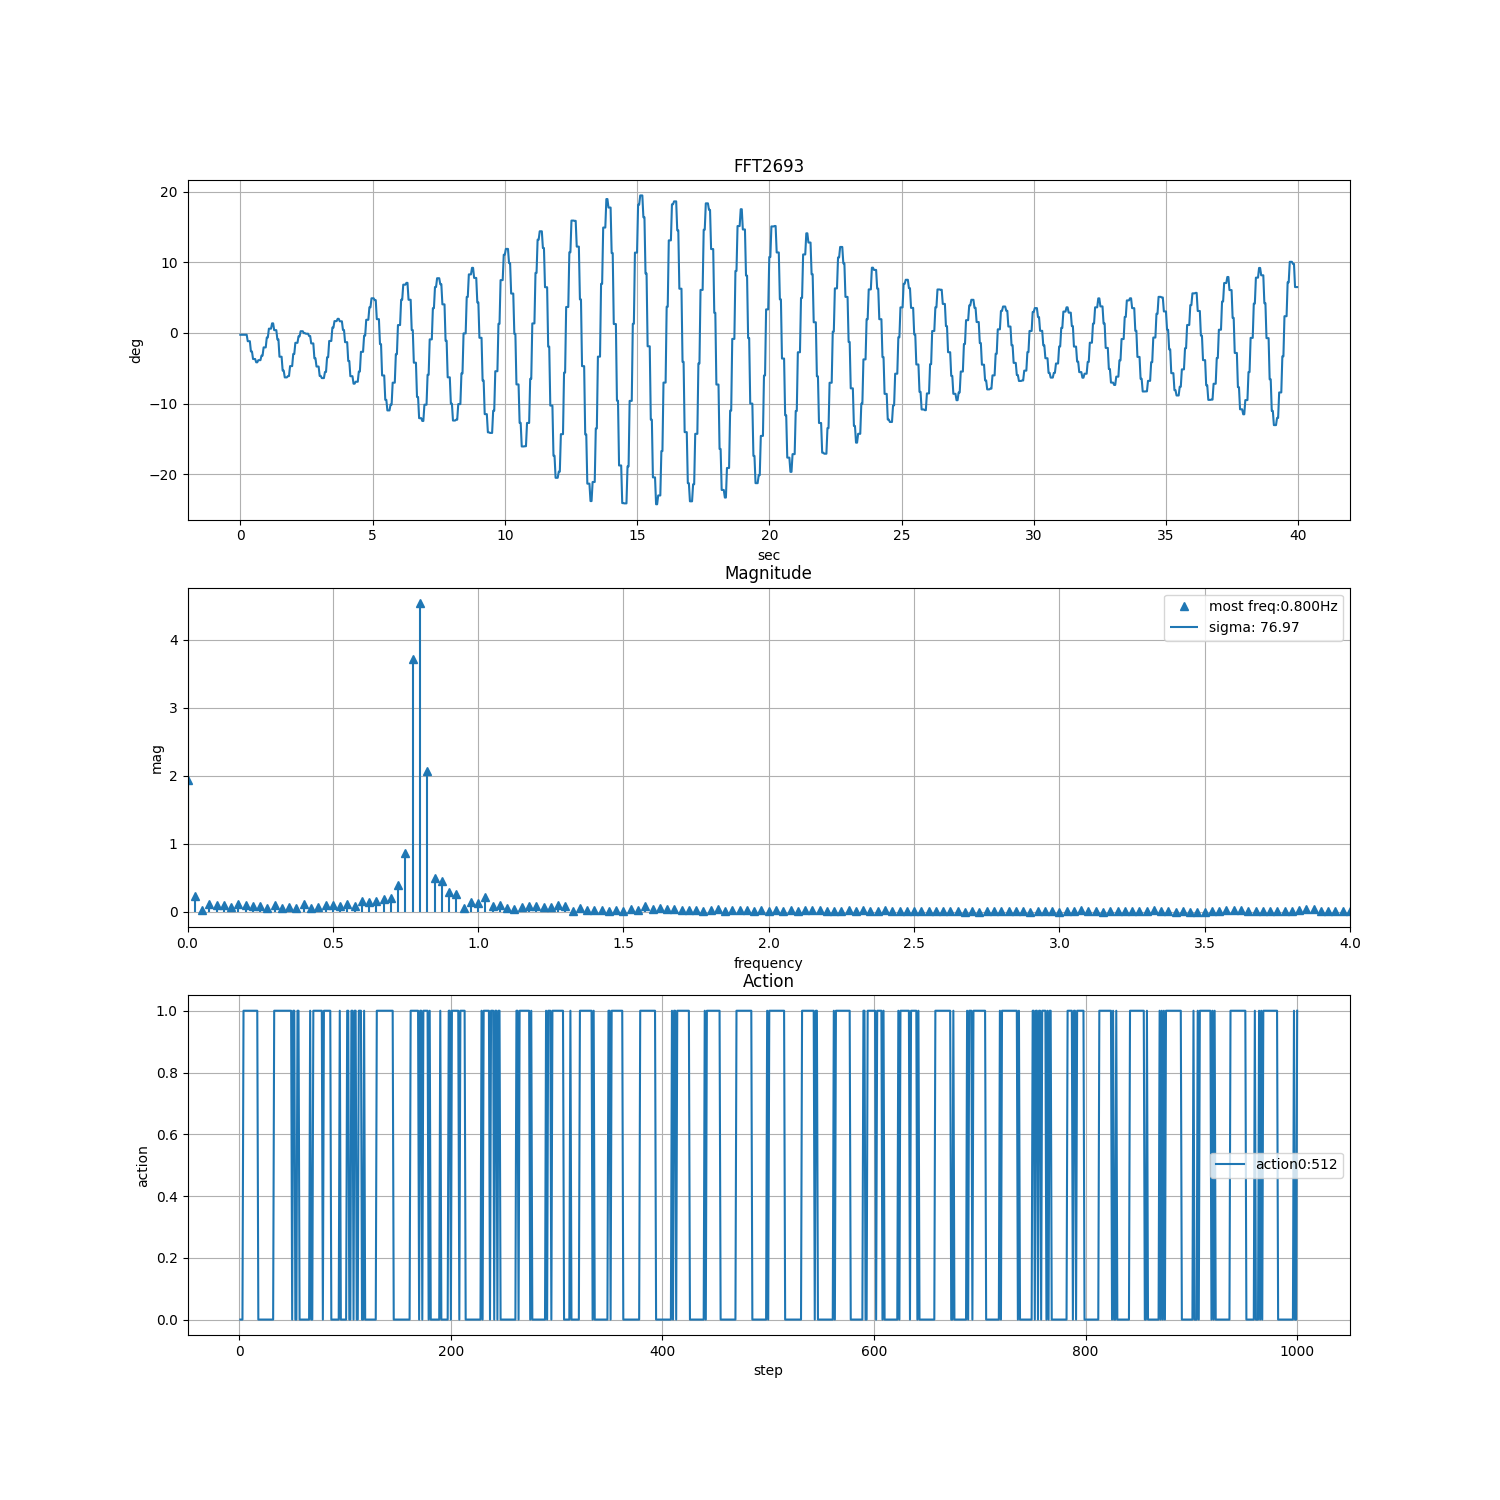 FFT2693
20
10
0
−10
−20
deg
0 5 10 15 20 25 30 35 40
sec
Magnitude
most freq:0.800Hz
sigma: 76.97
4
3
2
1
0
mag
0.0 0.5 1.0 1.5 2.0 2.5 3.0 3.5 4.0
frequency
Action
1.0
0.8
0.6
0.4
0.2
0.0
action
action0:512
0 200 400 600 800 1000
step